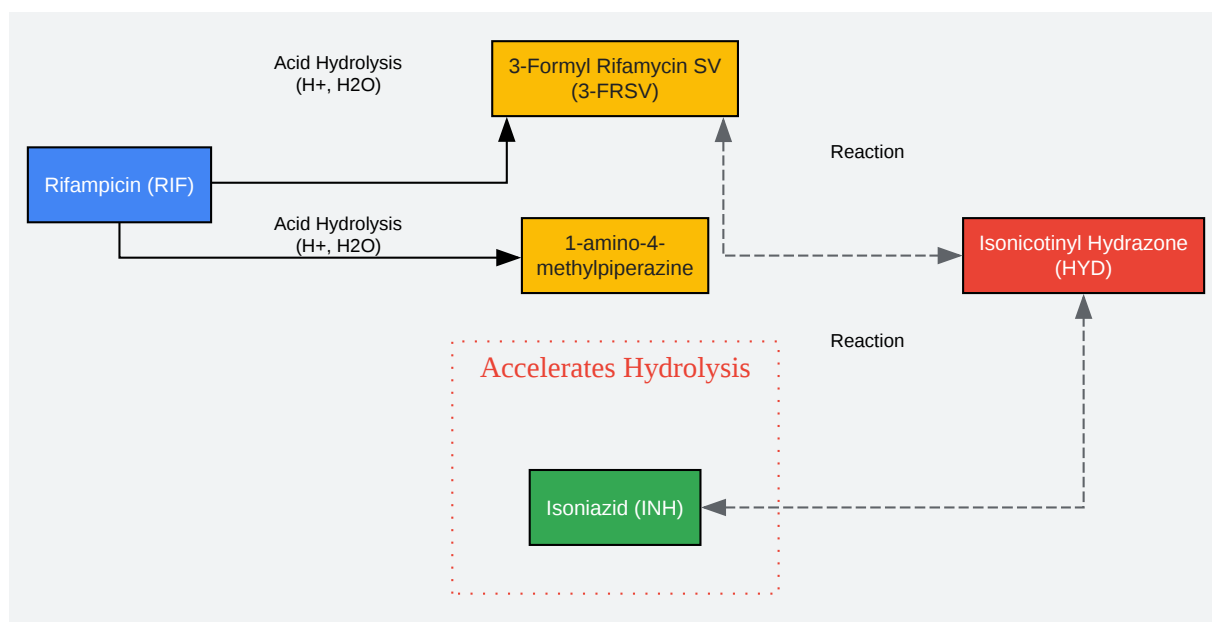 Acid Hydrolysis
(H+, H2O)
3-Formyl Rifamycin SV
(3-FRSV)
Reaction
Rifampicin (RIF)
Acid Hydrolysis
(H+, H2O)
1-amino-4-
methylpiperazine
Isonicotinyl Hydrazone
(HYD)
Reaction
Accelerates Hydrolysis
Isoniazid (INH)